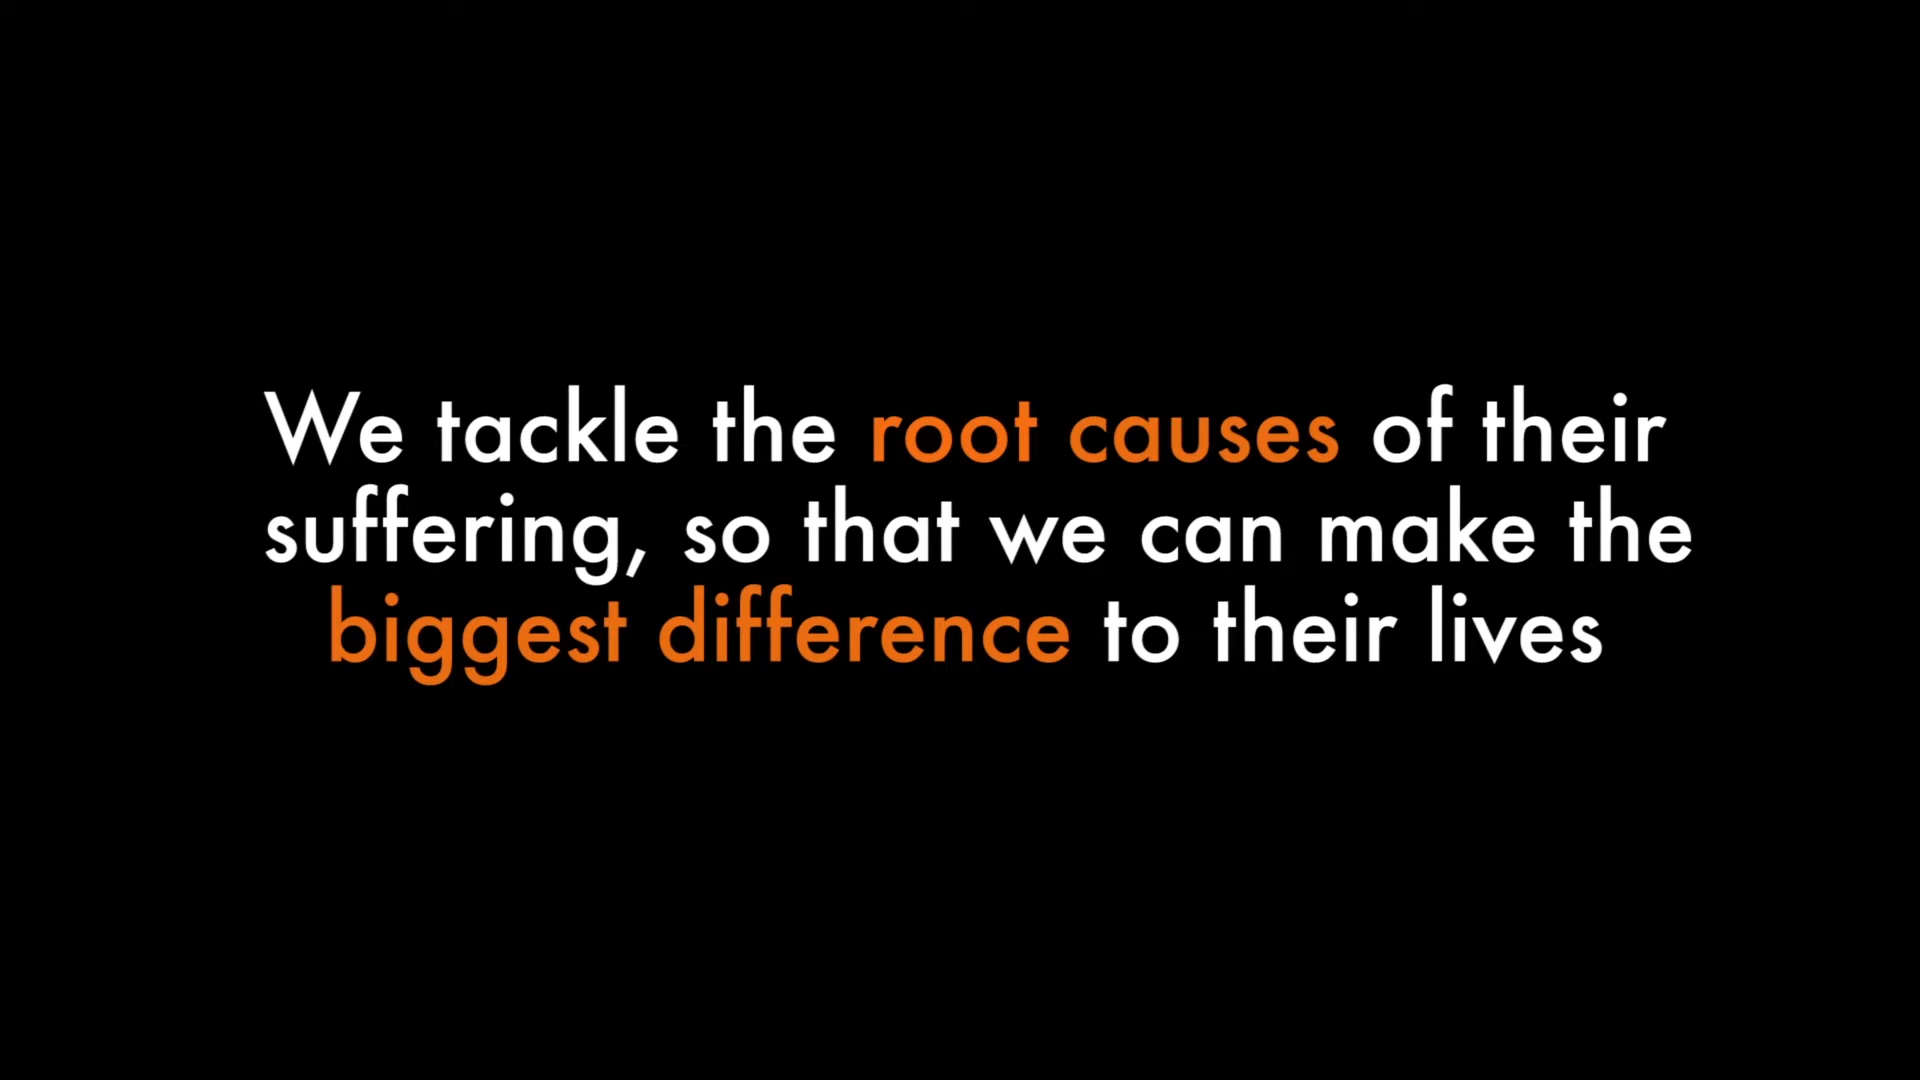 We tackle the root causes of their
suffering, so that we can make the
biggest difference to their lives